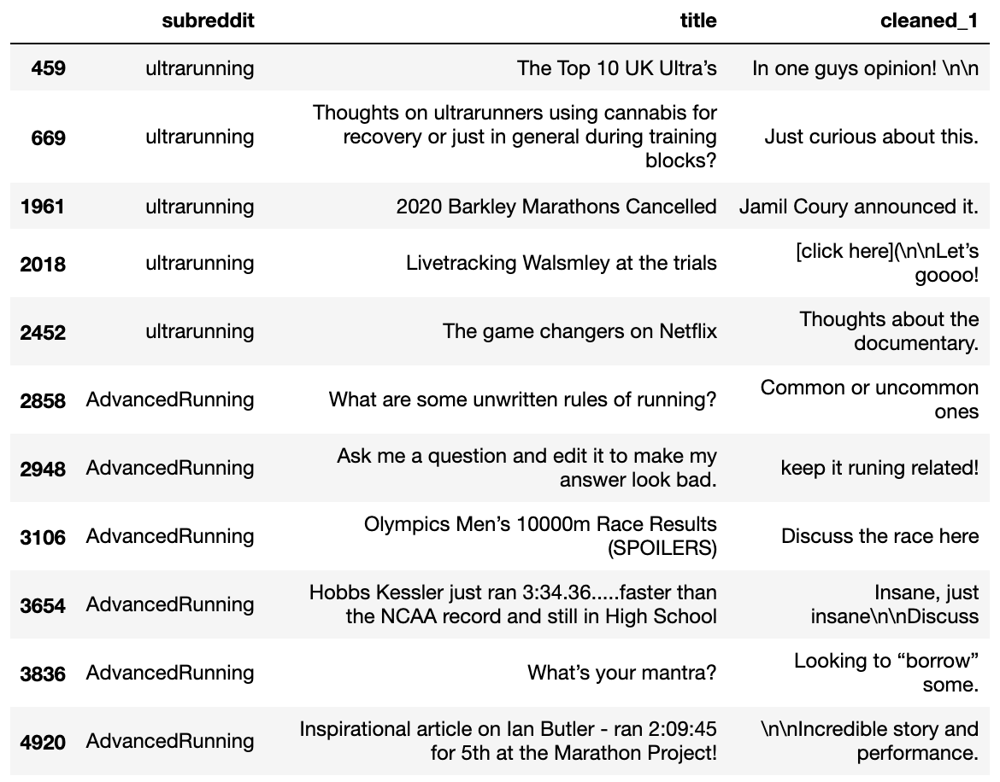 subreddit title cleaned_1
459 ultrarunning The Top 10 UK Ultra’s In one guys opinion! \n\n
669 ultrarunning Thoughts on ultrarunners using cannabis for
recovery or just in general during training
blocks? Just curious about this.
1961 ultrarunning 2020 Barkley Marathons Cancelled Jamil Coury announced it.
2018 ultrarunning Livetracking Walsmley at the trials [click here](\n\nLet’s
goooo!
2452 ultrarunning The game changers on Netflix Thoughts about the
documentary.
2858 AdvancedRunning What are some unwritten rules of running? Common or uncommon
ones
2948 AdvancedRunning Ask me a question and edit it to make my
answer look bad. keep it runing related!
3106 AdvancedRunning Olympics Men’s 10000m Race Results
(SPOILERS) Discuss the race here
3654 AdvancedRunning Hobbs Kessler just ran 3:34.36.....faster than
the NCAA record and still in High School Insane, just
insane\n\nDiscuss
3836 AdvancedRunning What’s your mantra? Looking to “borrow”
some.
4920 AdvancedRunning Inspirational article on Ian Butler - ran 2:09:45
for 5th at the Marathon Project! \n\nIncredible story and
performance.